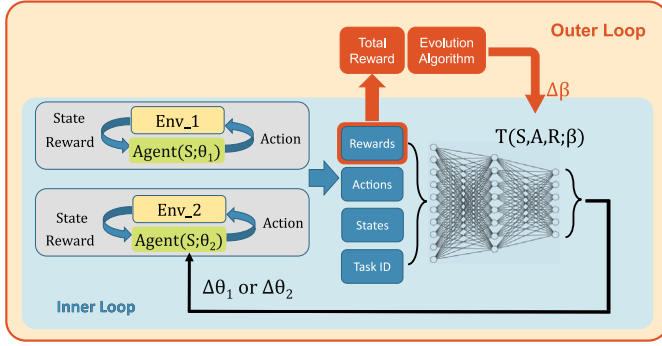 Outer Loop
Total
Reward
Evolution
Algorithm
Δβ
State
Reward
Env_1
Agent(S;θ1)
Action
State
Reward
Env_2
Agent(S;θ2)
Action
Rewards
Actions
States
Task ID
T(S,A,R;β)
Δθ1 or Δθ2
Inner Loop